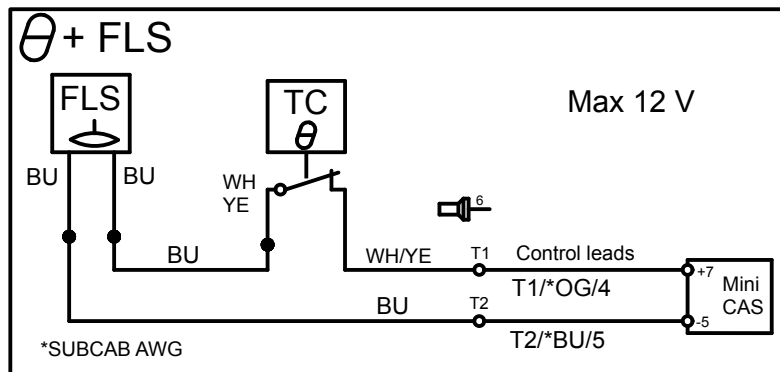 θ + FLS
FLS
TC
θ
Max 12 V
BU
BU
WH
YE
6
BU
WH/YE
T1
Control leads
+7
T1/*OG/4
Mini
CAS
BU
T2
-5
T2/*BU/5
*SUBCAB AWG